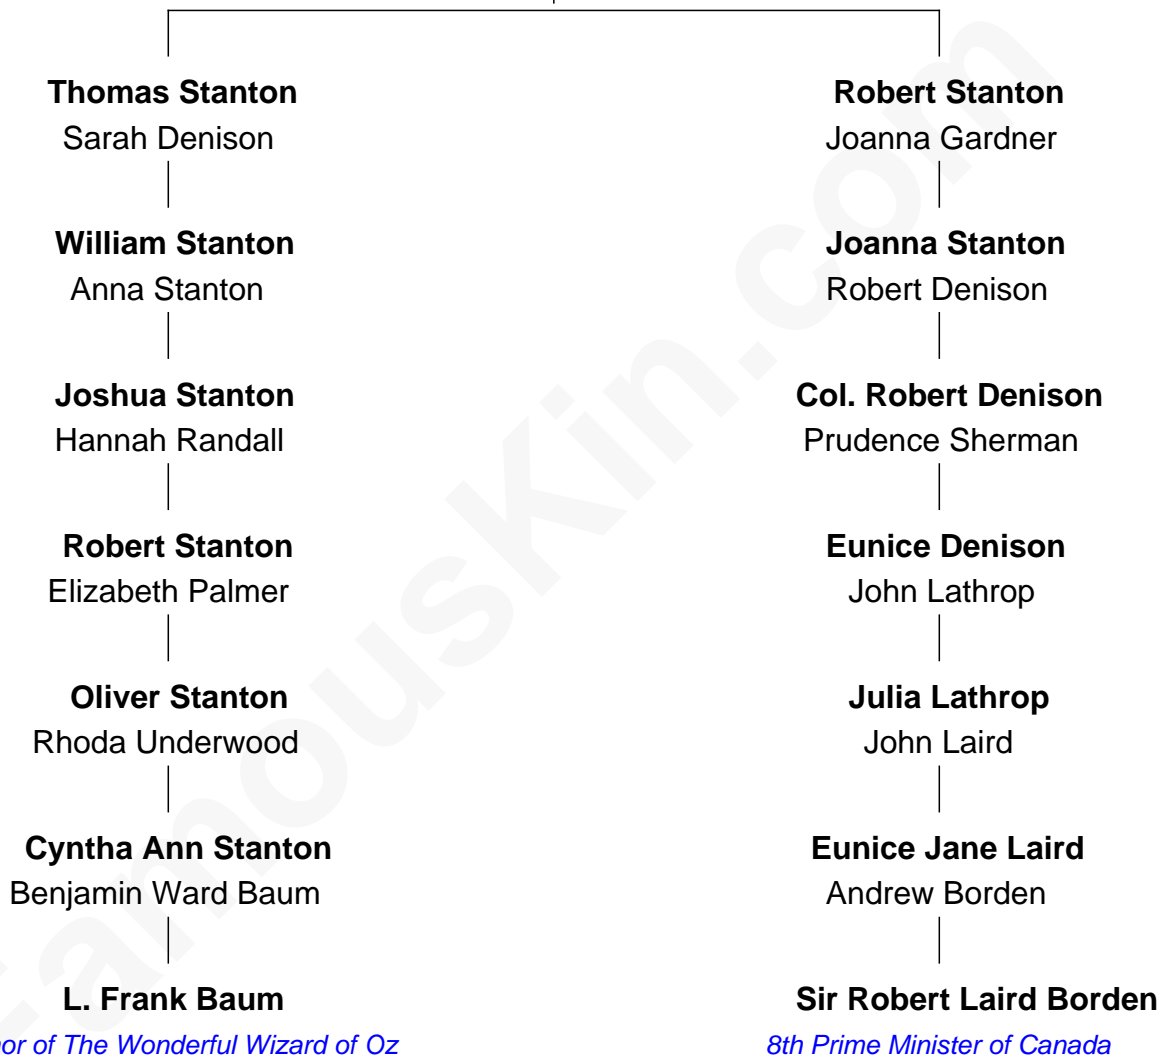 Thomas Stanton
Sarah Denison
Robert Stanton
Joanna Gardner
William Stanton
Anna Stanton
Joanna Stanton
Robert Denison
Joshua Stanton
Hannah Randall
Col. Robert Denison
Prudence Sherman
Robert Stanton
Elizabeth Palmer
Eunice Denison
John Lathrop
Oliver Stanton
Rhoda Underwood
Julia Lathrop
John Laird
Cyntha Ann Stanton
Benjamin Ward Baum
Eunice Jane Laird
Andrew Borden
L. Frank Baum
of The Wonderful Wizard of Oz
Sir Robert Laird Borden
8th Prime Minister of Canada
FamousKin.com